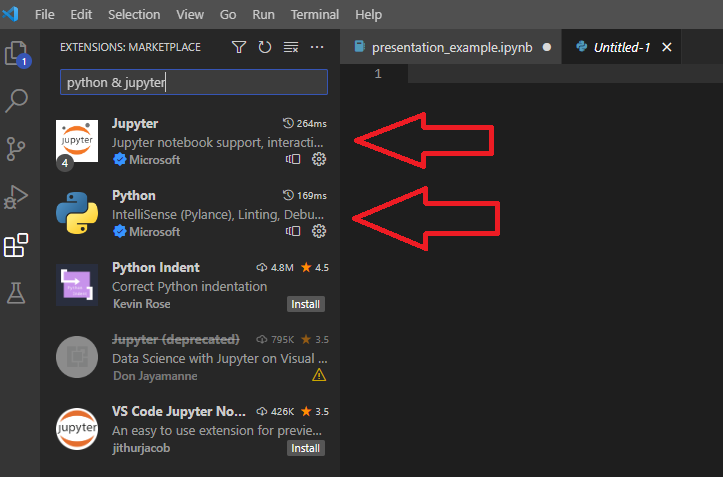 File Edit Selection View Go Run Terminal Help
EXTENSIONS: MARKETPLACE
presentation_example.ipynb
Untitled-1
1
python & jupyter
1
jupyter
4
Jupyter 264ms
Jupyter notebook support, interacti...
Microsoft
Python 169ms
IntelliSense (Pylance), Linting, Debu...
Microsoft
Python Indent 4.8M 4.5
Correct Python indentation
Kevin Rose Install
Jupyter (deprecated) 795K 3.5
Data Science with Jupyter on Visual ...
Don Jayamanne
jupyter
VS Code Jupyter No... 426K 3.5
An easy to use extension for previe...
jithurjacob Install